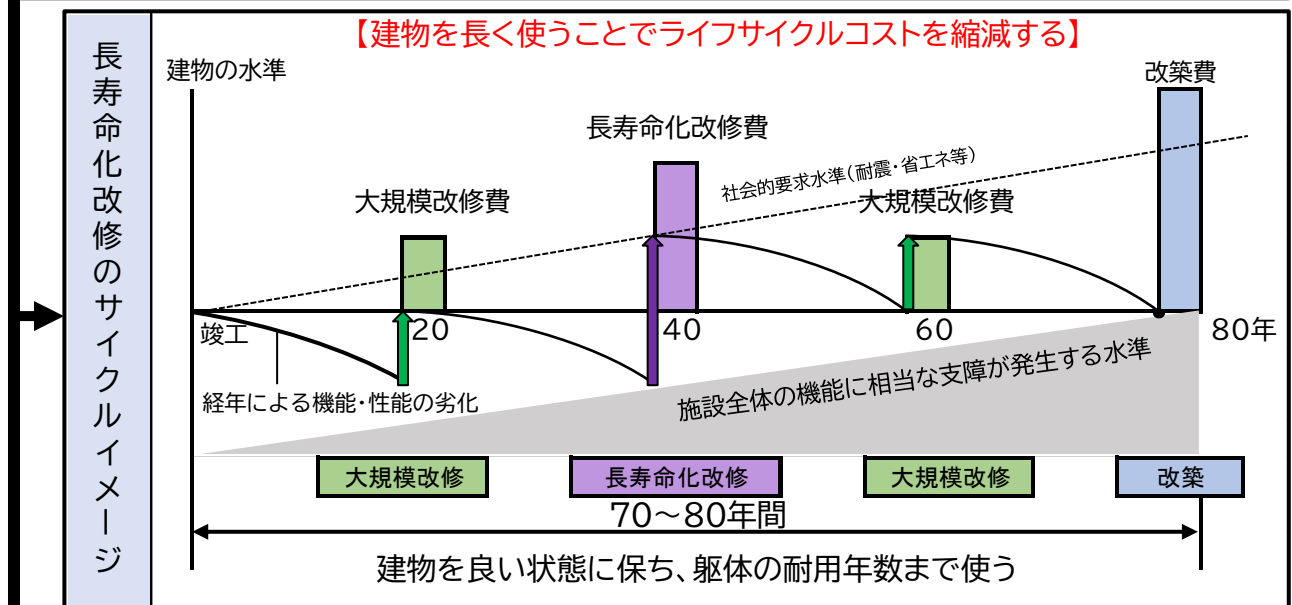 長寿命化改修のサイクルイメージ
【建物を長く使うことでライフサイクルコストを縮減する】
建物の水準
改築費
長寿命化改修費
社会的要求水準(耐震・省エネ等)
大規模改修費
大規模改修費
竣工
20
40
60
80年
経年による機能・性能の劣化
施設全体の機能に相当な支障が発生する水準
大規模改修
長寿命化改修
大規模改修
改築
70~80年間
建物を良い状態に保ち、躯体の耐用年数まで使う